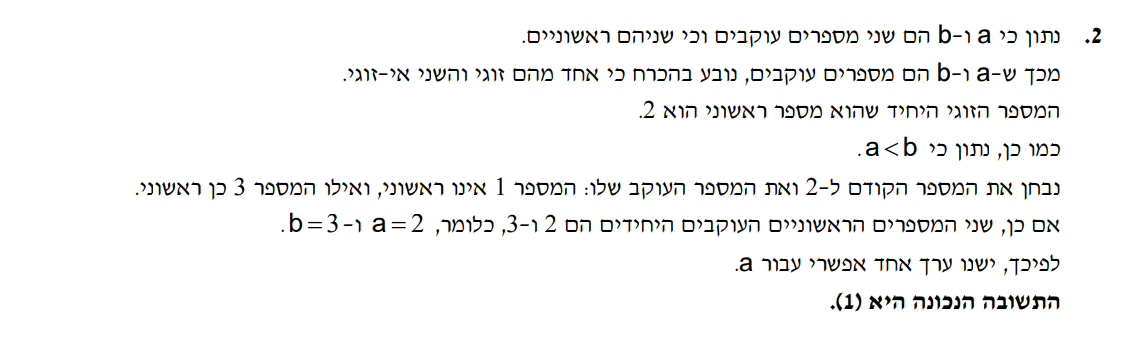 2. נתון כי a ו-b הם שני מספרים עוקבים וכי שניהם ראשוניים.
מכך ש-a ו-b הם מספרים עוקבים, נובע בהכרח כי אחד מהם זוגי והשני אי-זוגי.
המספר הזוגי היחיד שהוא מספר ראשוני הוא 2.
כמו כן, נתון כי a<b.
נבחן את המספר הקודם ל-2 ואת המספר העוקב שלו: המספר 1 אינו ראשוני, ואילו המספר 3 כן ראשוני.
אם כן, שני המספרים הראשוניים העוקבים היחידים הם 2 ו-3, כלומר, a=2 ו-b=3.
לפיכך, ישנו ערך אחד אפשרי עבור a.
התשובה הנכונה היא (1).